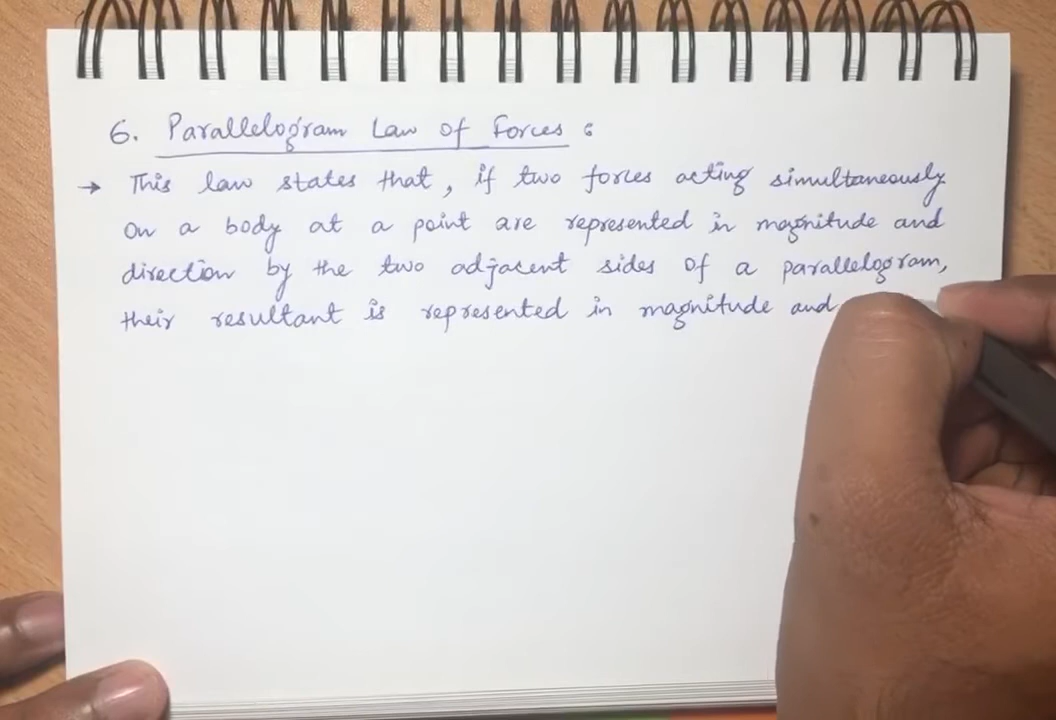 6. Parallelogram Law of Forces :
→ This law states that, if two forces acting simultaneously
on a body at a point are represented in magnitude and
direction by the two adjacent sides of a parallelogram,
their resultant is represented in magnitude and